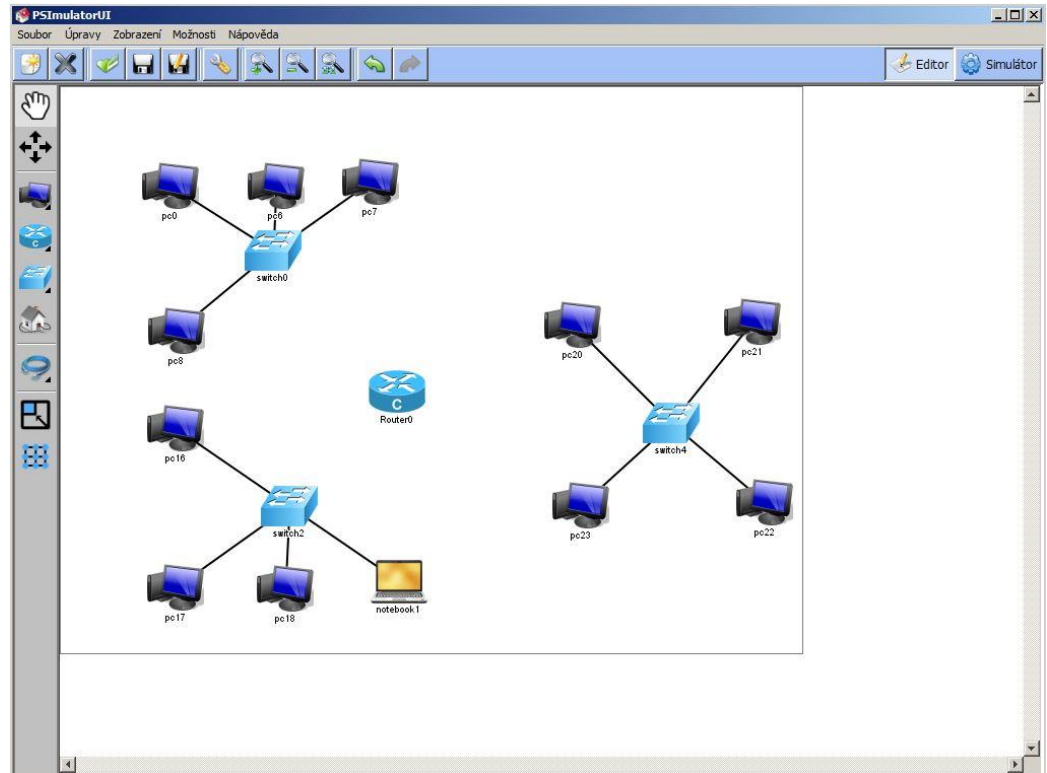 PSImulatorUI
Soubor Úpravy Zobrazení Možnosti Nápověda
Editor Simulátor
pc0
pc6
pc7
switch0
pc8
pc20
pc21
C
Router0
switch4
pc16
switch2
pc23
pc22
pc17
pc18
notebook1